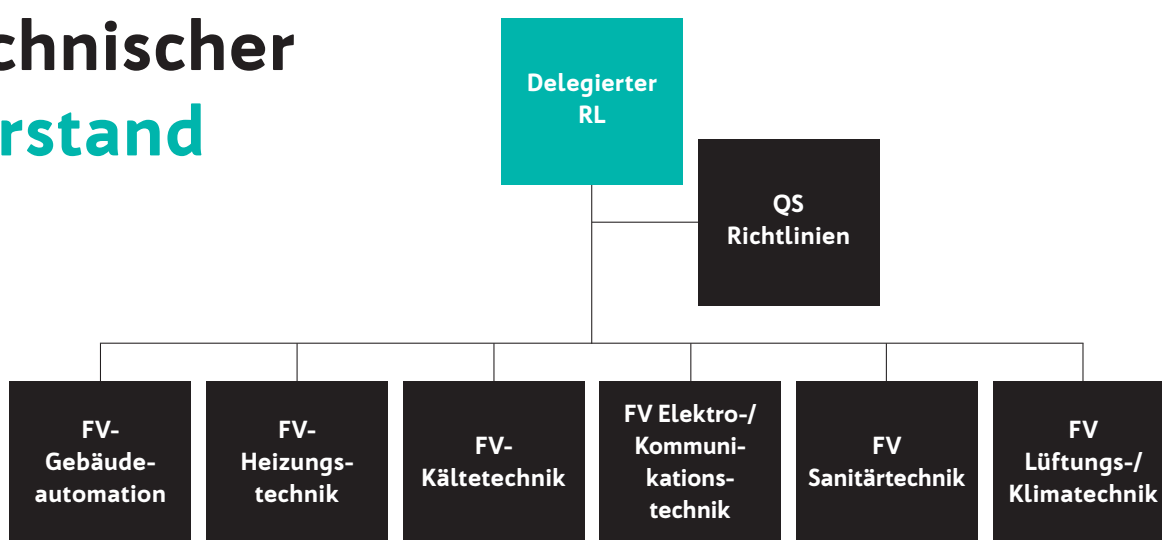 chnischer
rstand
Delegierter
RL
QS
Richtlinien
FV-
Gebäude-
automation
FV-
Heizungs-
technik
FV-
Kältetechnik
FV Elektro-/
Kommuni-
kations-
technik
FV
Sanitärtechnik
FV
Lüftungs-/
Klimatechnik